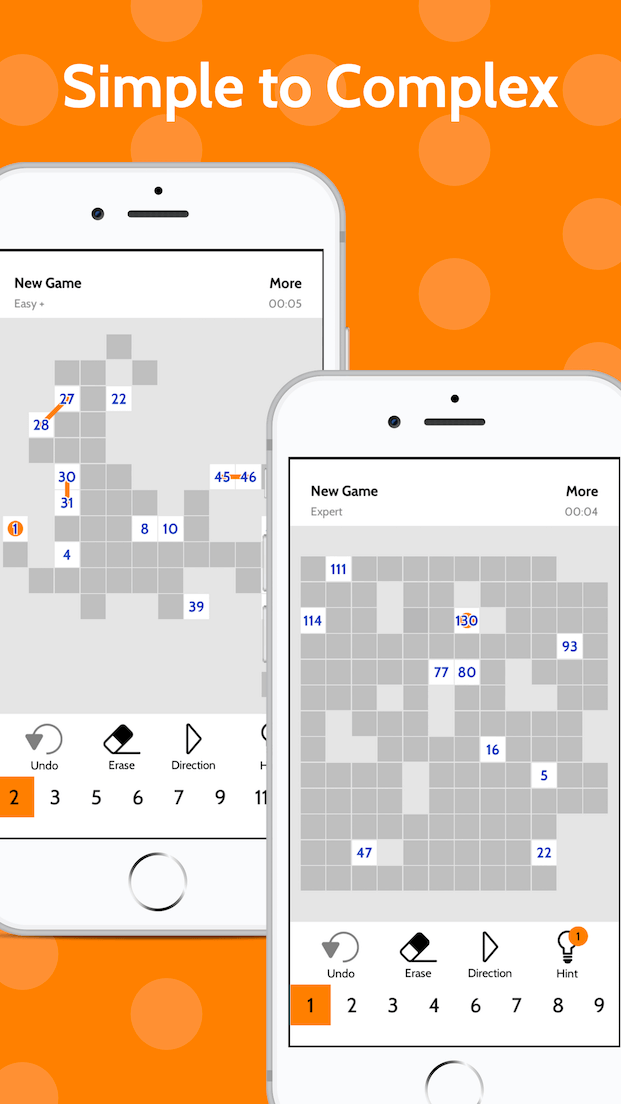 Simple to Complex
New Game More
Easy + 00:05
27 22
28
30 45 46
31
1 8 10
4
39
Undo Erase Direction
2 3 5 6 7 9 11
New Game More
Expert 00:04
111
114 130
93
77 80
16
5
47 22
1
Undo Erase Direction Hint
1 2 3 4 6 7 8 9